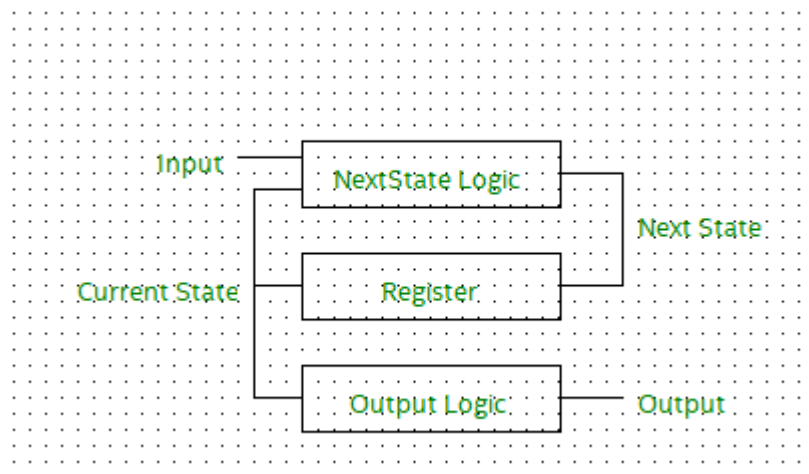 Input
NextState Logic
Next State
Current State
Register
Output Logic
Output